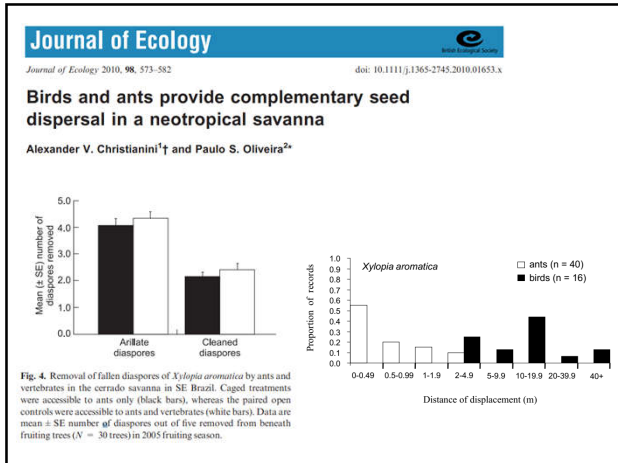 Journal of Ecology
British Ecological Society
Journal of Ecology 2010, 98, 573–582
doi: 10.1111/j.1365-2745.2010.01653.x
Birds and ants provide complementary seed
dispersal in a neotropical savanna
Alexander V. Christianini¹† and Paulo S. Oliveira²*
Mean (± SE) number of
diaspores removed
5.0
4.0
3.0
2.0
1.0
0.0
Arillate
diaspores
Cleaned
diaspores
Fig. 4. Removal of fallen diaspores of Xylopia aromatica by ants and
vertebrates in the cerrado savanna in SE Brazil. Caged treatments
were accessible to ants only (black bars), whereas the paired open
controls were accessible to ants and vertebrates (white bars). Data are
mean ± SE number of diaspores out of five removed from beneath
fruiting trees (N = 30 trees) in 2005 fruiting season.
Proportion of records
1.0
0.9
0.8
0.7
0.6
0.5
0.4
0.3
0.2
0.1
0.0
Xylopia aromatica
ants (n = 40)
birds (n = 16)
0-0.49 0.5-0.99 1-1.9 2-4.9 5-9.9 10-19.9 20-39.9 40+
Distance of displacement (m)